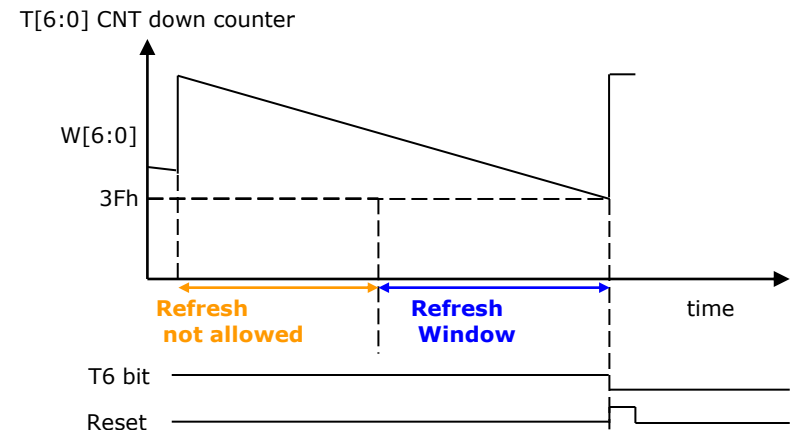 T[6:0] CNT down counter
W[6:0]
3Fh
Refresh
not allowed
Refresh
Window
time
T6 bit
Reset